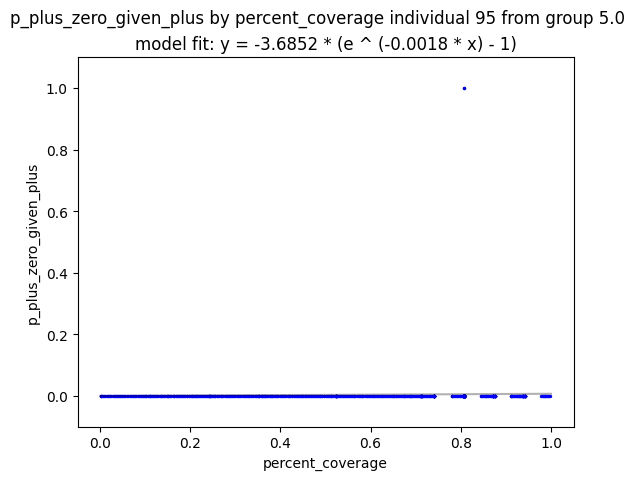 p_plus_zero_given_plus by percent_coverage individual 95 from group 5.0
model fit: y = -3.6852 * (e ^ (-0.0018 * x) - 1)
1.0
0.8
0.6
0.4
0.2
0.0
p_plus_zero_given_plus
0.0 0.2 0.4 0.6 0.8 1.0
percent_coverage